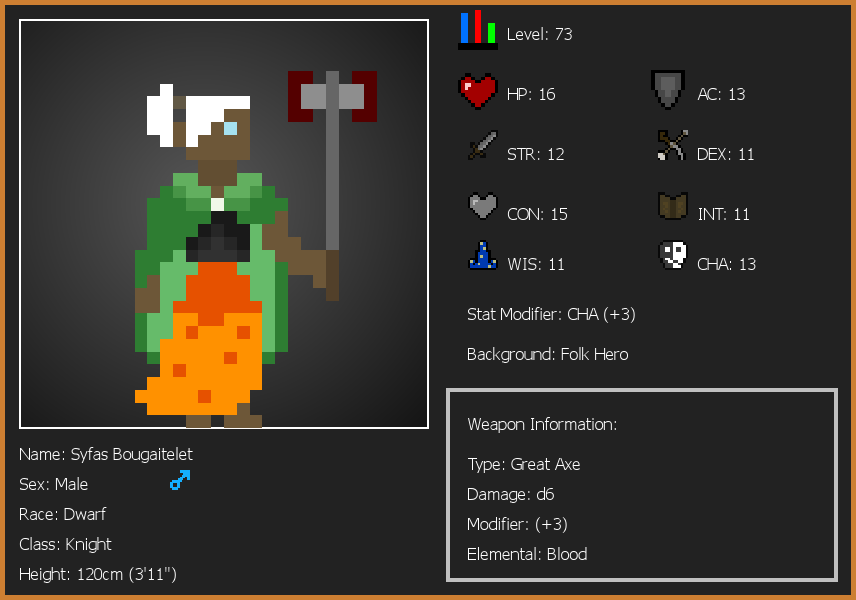 Level: 73
HP: 16
AC: 13
STR: 12
DEX: 11
CON: 15
INT: 11
WIS: 11
CHA: 13
Stat Modifier: CHA (+3)
Background: Folk Hero
Weapon Information:
Type: Great Axe
Damage: d6
Modifier: (+3)
Elemental: Blood
Name: Syfas Bougaitelet
Sex: Male
Race: Dwarf
Class: Knight
Height: 120cm (3'11")